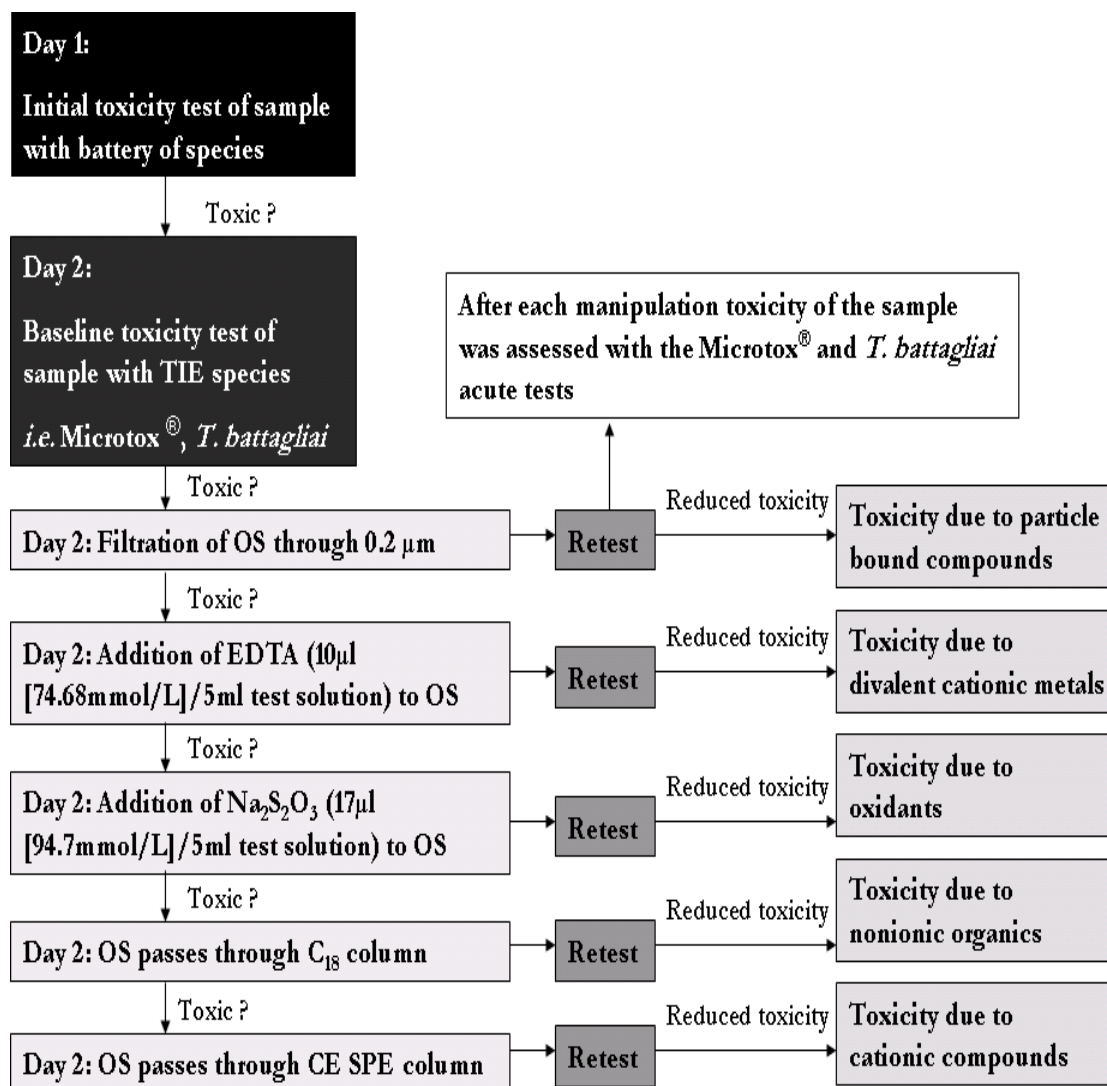 Day 1:
Initial toxicity test of sample
with battery of species
Toxic ?
Day 2:
Baseline toxicity test of
sample with TIE species
i.e. Microtox ®, T. battagliai
After each manipulation toxicity of the sample
was assessed with the Microtox® and T. battagliai
acute tests
Toxic ?
Day 2: Filtration of OS through 0.2 µm
Retest
Reduced toxicity
Toxicity due to particle
bound compounds
Toxic ?
Day 2: Addition of EDTA (10µl
[74.68mmol/L]/5ml test solution) to OS
Retest
Reduced toxicity
Toxicity due to
divalent cationic metals
Toxic ?
Day 2: Addition of Na₂S₂O₃ (17µl
[94.7mmol/L]/5ml test solution) to OS
Retest
Reduced toxicity
Toxicity due to
oxidants
Toxic ?
Day 2: OS passes through C₁₈ column
Retest
Reduced toxicity
Toxicity due to
nonionic organics
Toxic ?
Day 2: OS passes through CE SPE column
Retest
Reduced toxicity
Toxicity due to
cationic compounds